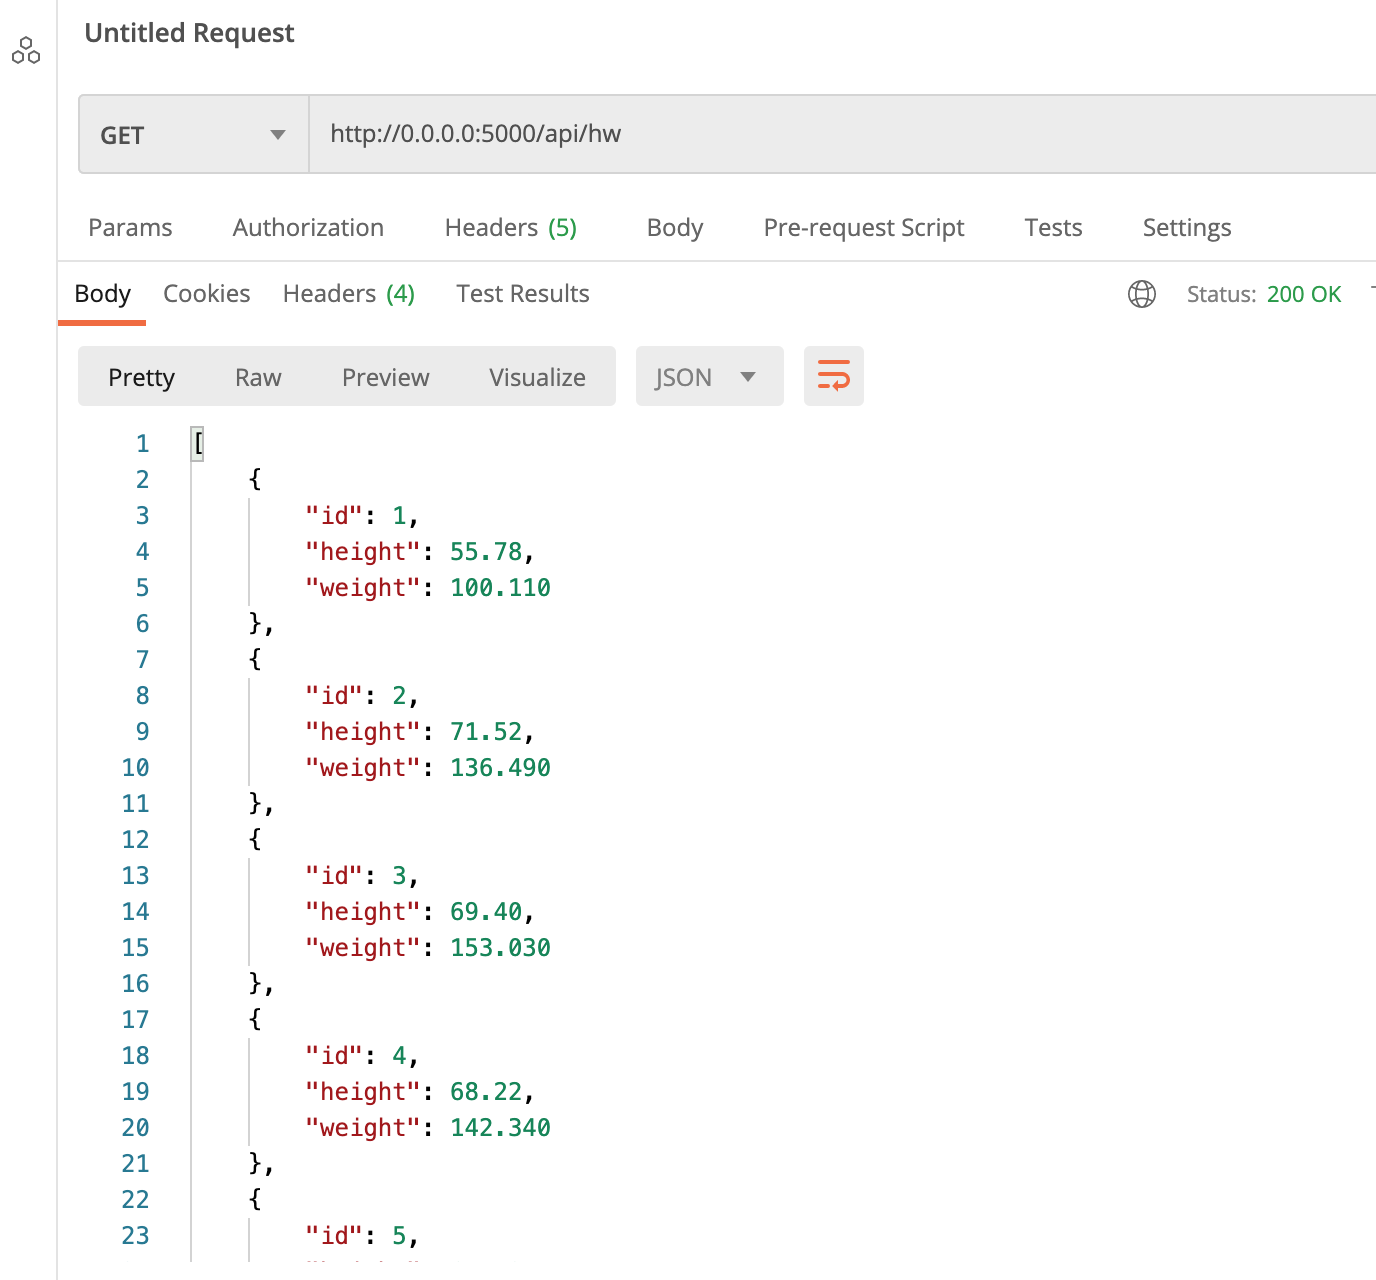 Untitled Request
GET http://0.0.0.0:5000/api/hw
Params Authorization Headers (5) Body Pre-request Script Tests Settings
Body Cookies Headers (4) Test Results Status: 200 OK
Pretty Raw Preview Visualize JSON
1 [
2 {
3 "id": 1,
4 "height": 55.78,
5 "weight": 100.110
6 },
7 {
8 "id": 2,
9 "height": 71.52,
10 "weight": 136.490
11 },
12 {
13 "id": 3,
14 "height": 69.40,
15 "weight": 153.030
16 },
17 {
18 "id": 4,
19 "height": 68.22,
20 "weight": 142.340
21 },
22 {
23 "id": 5,